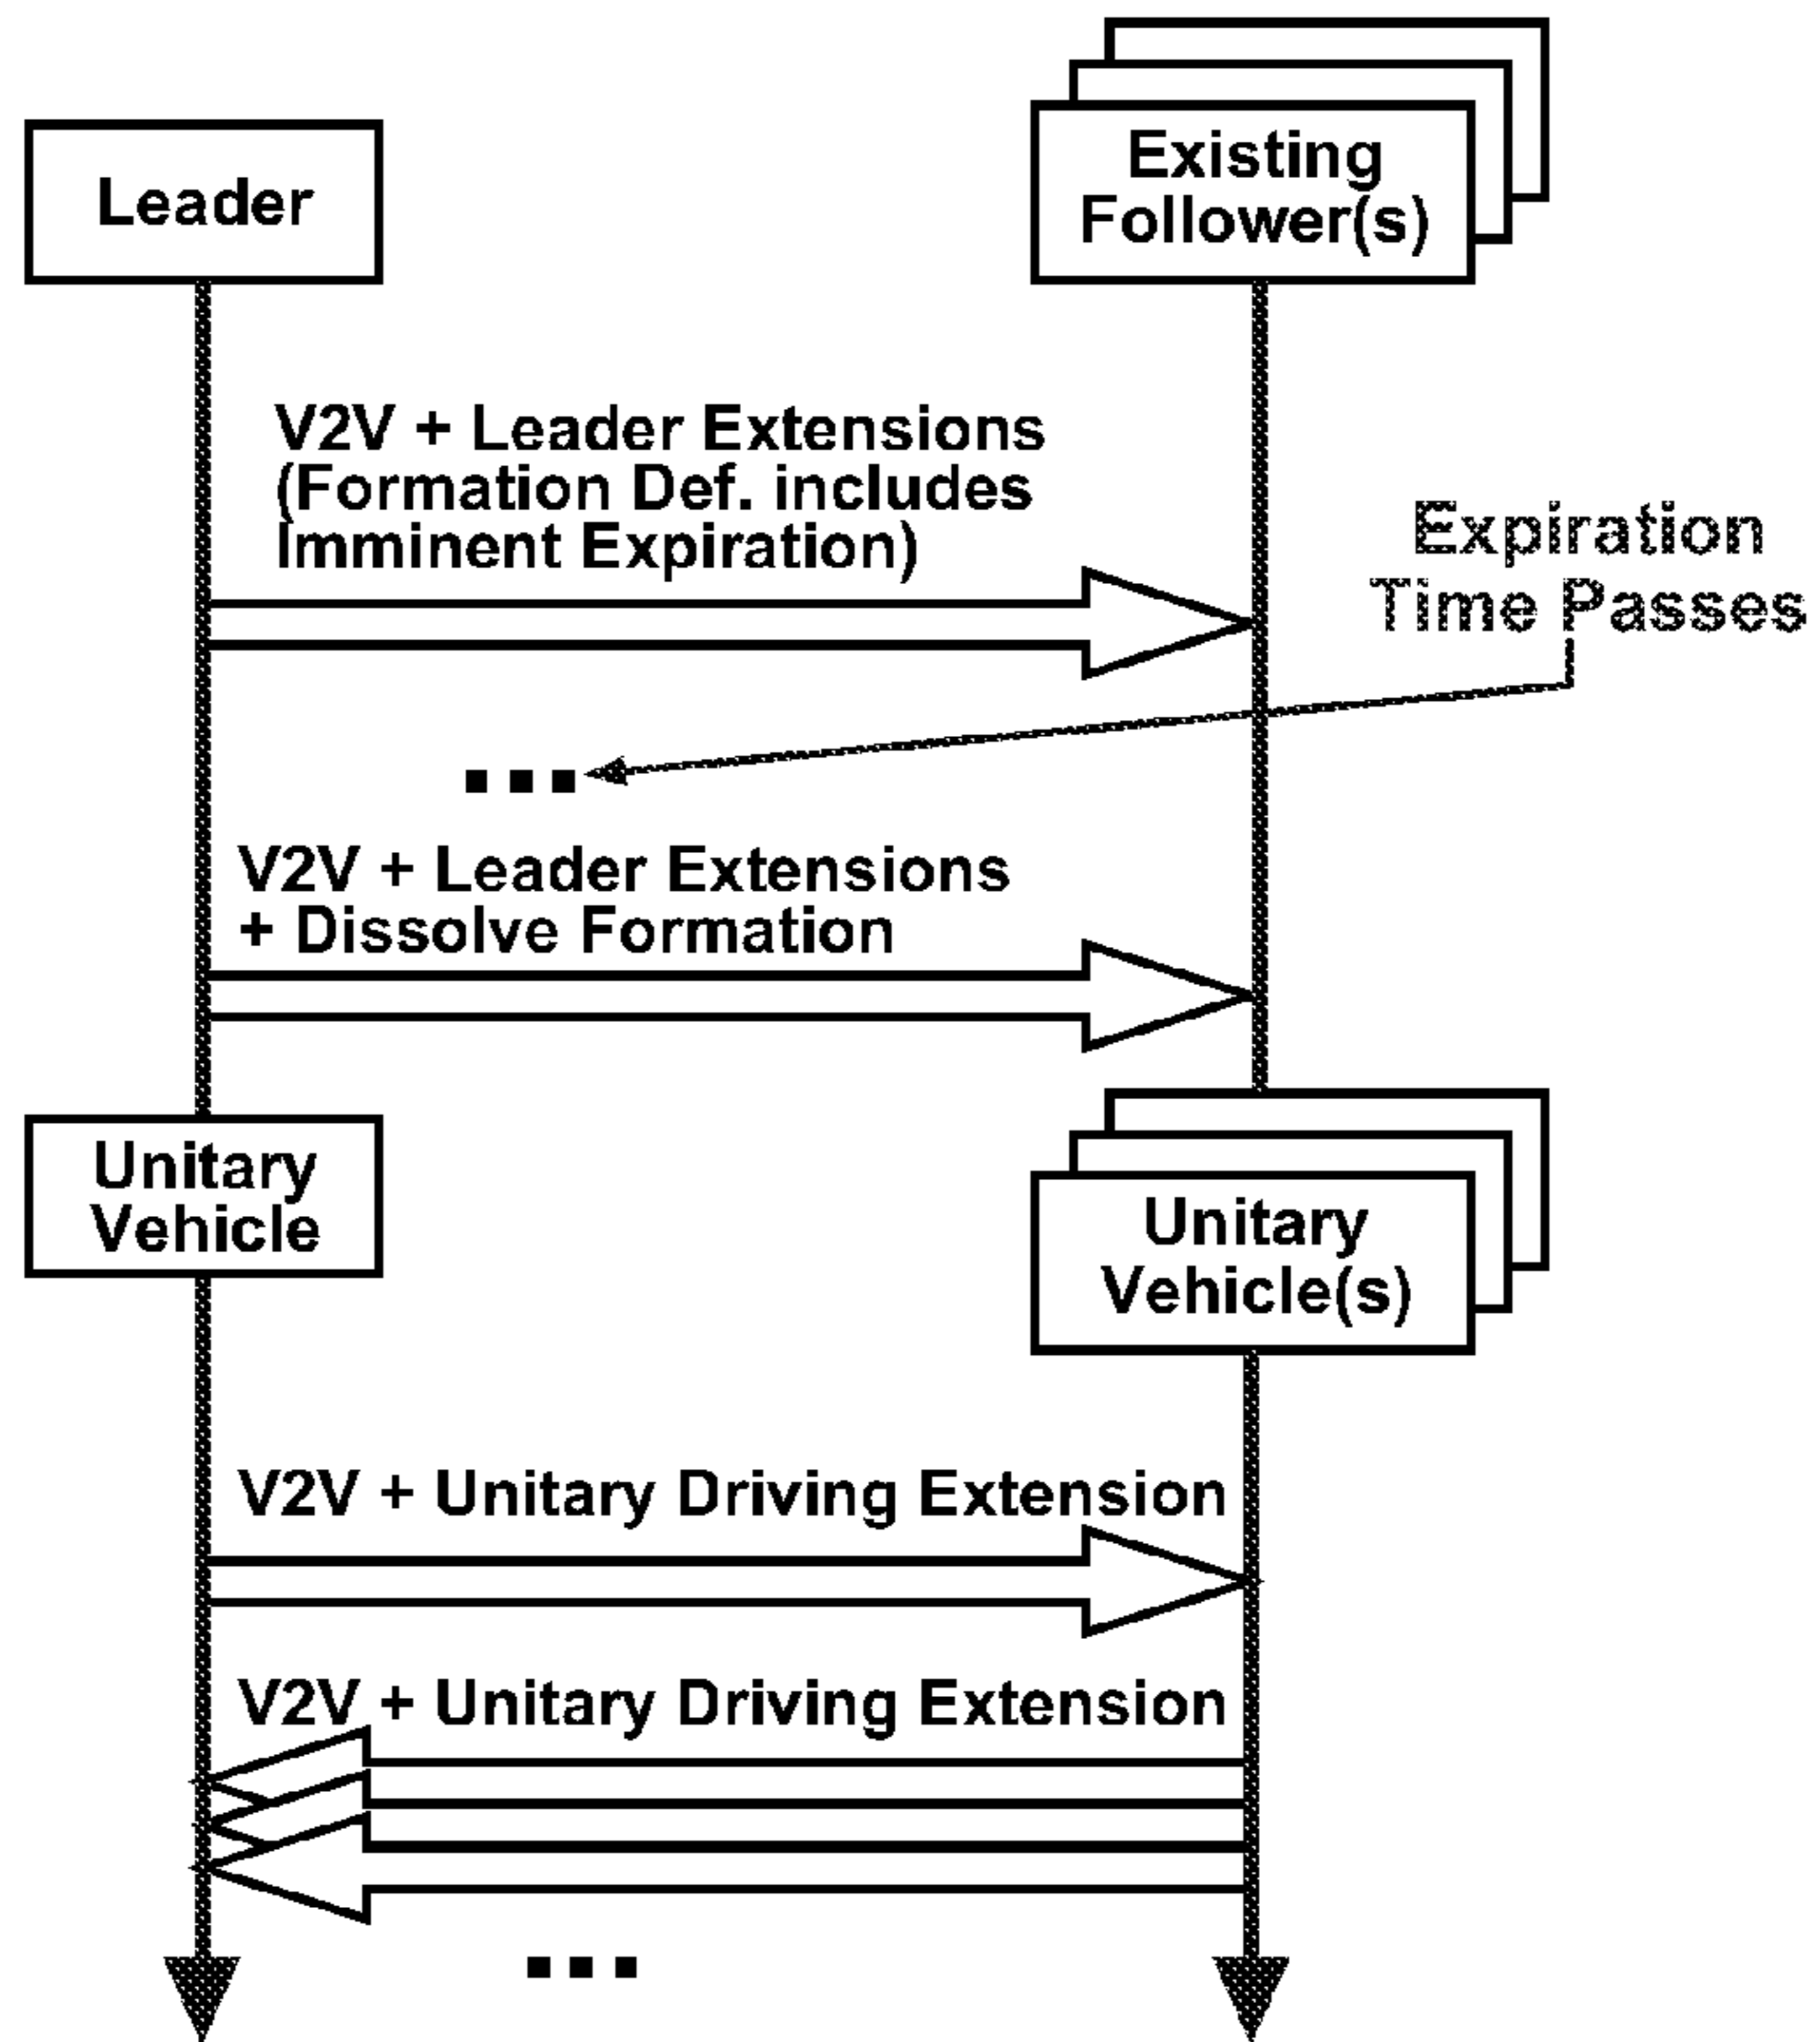 Leader
Existing
Follower(s)
V2V + Leader Extensions
(Formation Def. includes
Imminent Expiration)
Expiration
Time Passes
...
V2V + Leader Extensions
+ Dissolve Formation
Unitary
Vehicle
Unitary
Vehicle(s)
V2V + Unitary Driving Extension
V2V + Unitary Driving Extension
...